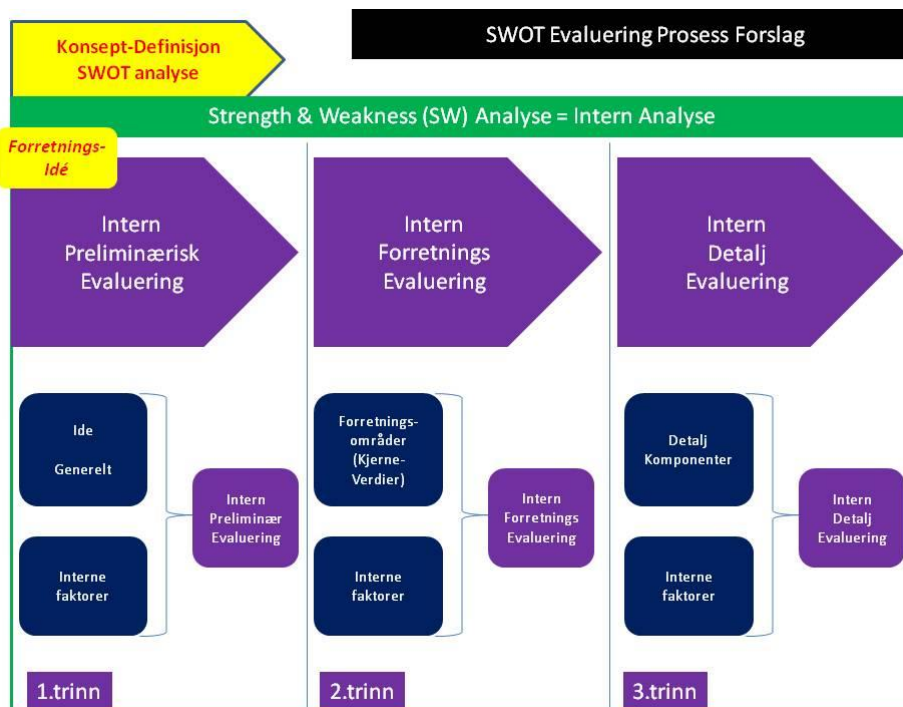 Konsept-Definisjon
SWOT analyse
SWOT Evaluering Prosess Forslag
Strength & Weakness (SW) Analyse = Intern Analyse
Forretnings-
Idé
Intern
Preliminærisk
Evaluering
Intern
Forretnings
Evaluering
Intern
Detalj
Evaluering
Ide
Generelt
Interne
faktorer
Intern
Preliminær
Evaluering
Forretnings-
områder
(Kjerne-
Verdier)
Interne
faktorer
Intern
Forretnings
Evaluering
Detalj
Komponenter
Interne
faktorer
Intern
Detalj
Evaluering
1.trinn
2.trinn
3.trinn